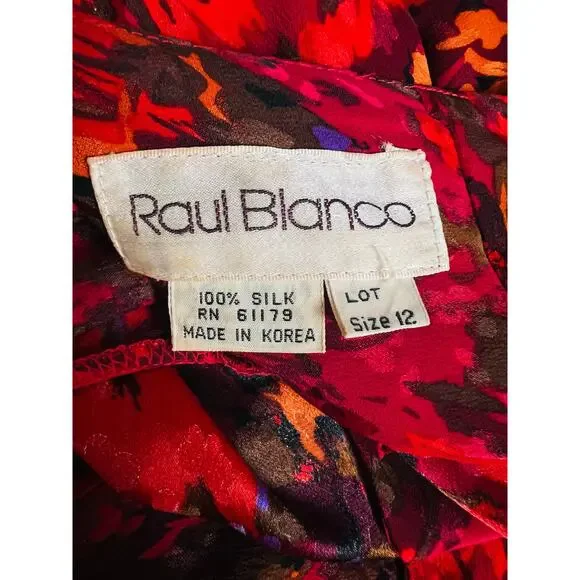 Raul Blanco
100% SILK
RN 61179
MADE IN KOREA
LOT
Size 12